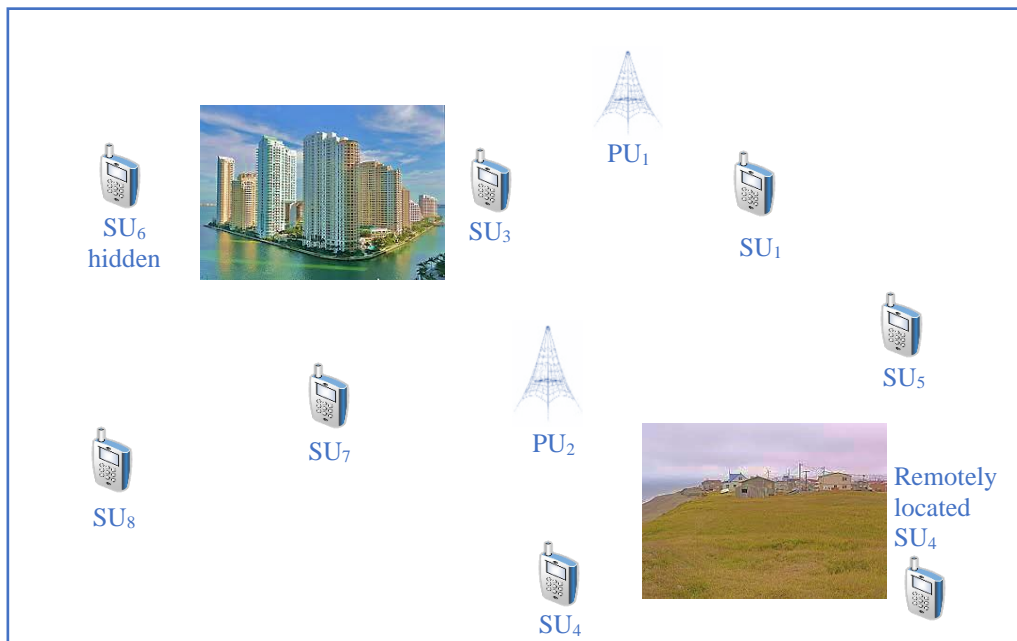 PU₁
SU₆
hidden
SU₃
SU₁
SU₅
SU₇
PU₂
SU₈
Remotely
located
SU₄
SU₄